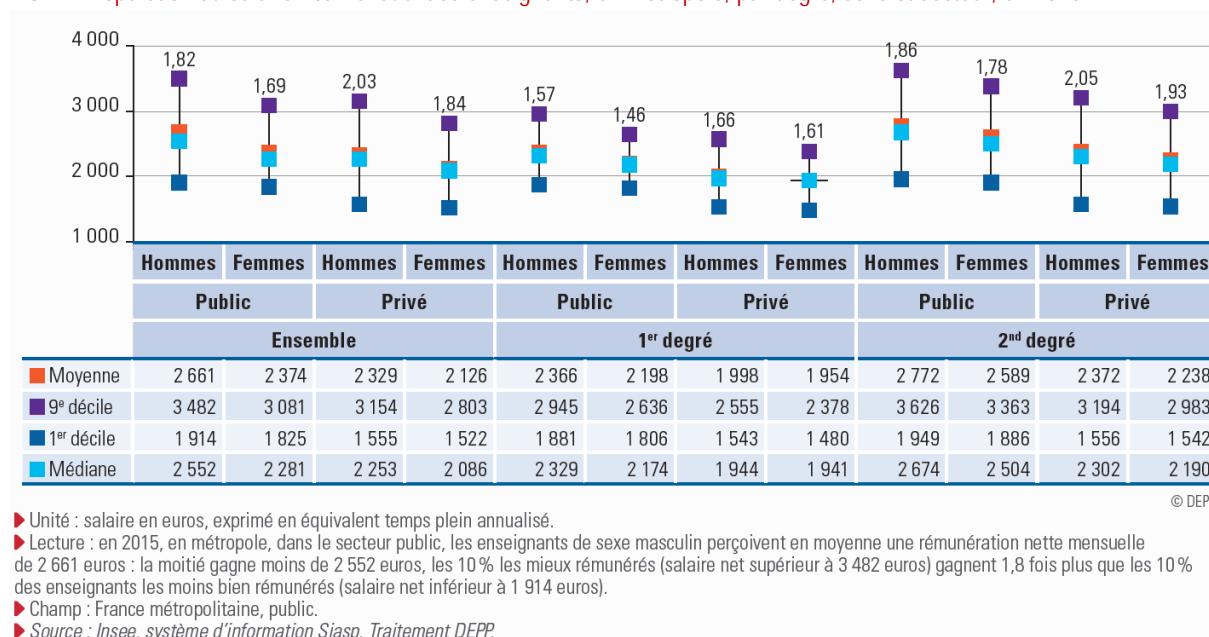 4 000
3 000
2 000
1 000
1,82
1,69
2,03
1,84
1,57
1,46
1,66
1,61
1,86
1,78
2,05
1,93
Hommes Femmes Hommes Femmes Hommes Femmes Hommes Femmes Hommes Femmes Hommes Femmes
Public Privé Public Privé Public Privé
Ensemble 1er degré 2nd degré
Moyenne 2 661 2 374 2 329 2 126 2 366 2 198 1 998 1 954 2 772 2 589 2 372 2 238
9e décile 3 482 3 081 3 154 2 803 2 945 2 636 2 555 2 378 3 626 3 363 3 194 2 983
1er décile 1 914 1 825 1 555 1 522 1 881 1 806 1 543 1 480 1 949 1 886 1 556 1 542
Médiane 2 552 2 281 2 253 2 086 2 329 2 174 1 944 1 941 2 674 2 504 2 302 2 190
© DEP
Unité : salaire en euros, exprimé en équivalent temps plein annualisé.
Lecture : en 2015, en métropole, dans le secteur public, les enseignants de sexe masculin perçoivent en moyenne une rémunération nette mensuelle
de 2 661 euros : la moitié gagne moins de 2 552 euros, les 10 % les mieux rémunérés (salaire net supérieur à 3 482 euros) gagnent 1,8 fois plus que les 10 %
des enseignants les moins bien rémunérés (salaire net inférieur à 1 914 euros).
Champ : France métropolitaine, public.
Source : Insee, système d'information Siasp. Traitement DEPP.